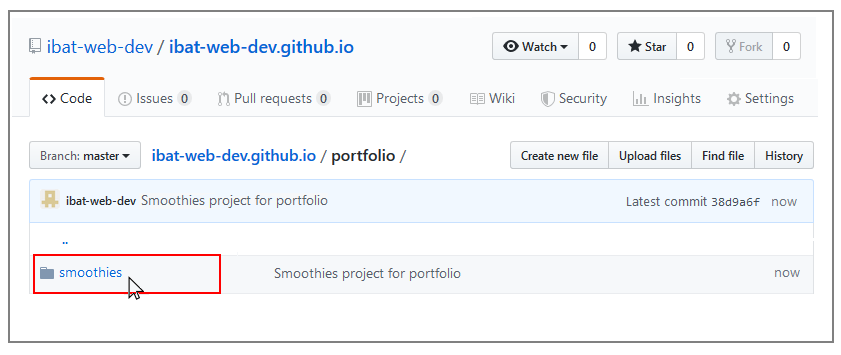 ibat-web-dev / ibat-web-dev.github.io Watch 0 Star 0 Fork 0
Code Issues 0 Pull requests 0 Projects 0 Wiki Security Insights Settings
Branch: master ibat-web-dev.github.io / portfolio / Create new file Upload files Find file History
ibat-web-dev Smoothies project for portfolio Latest commit 38d9a6f now
..
smoothies Smoothies project for portfolio now